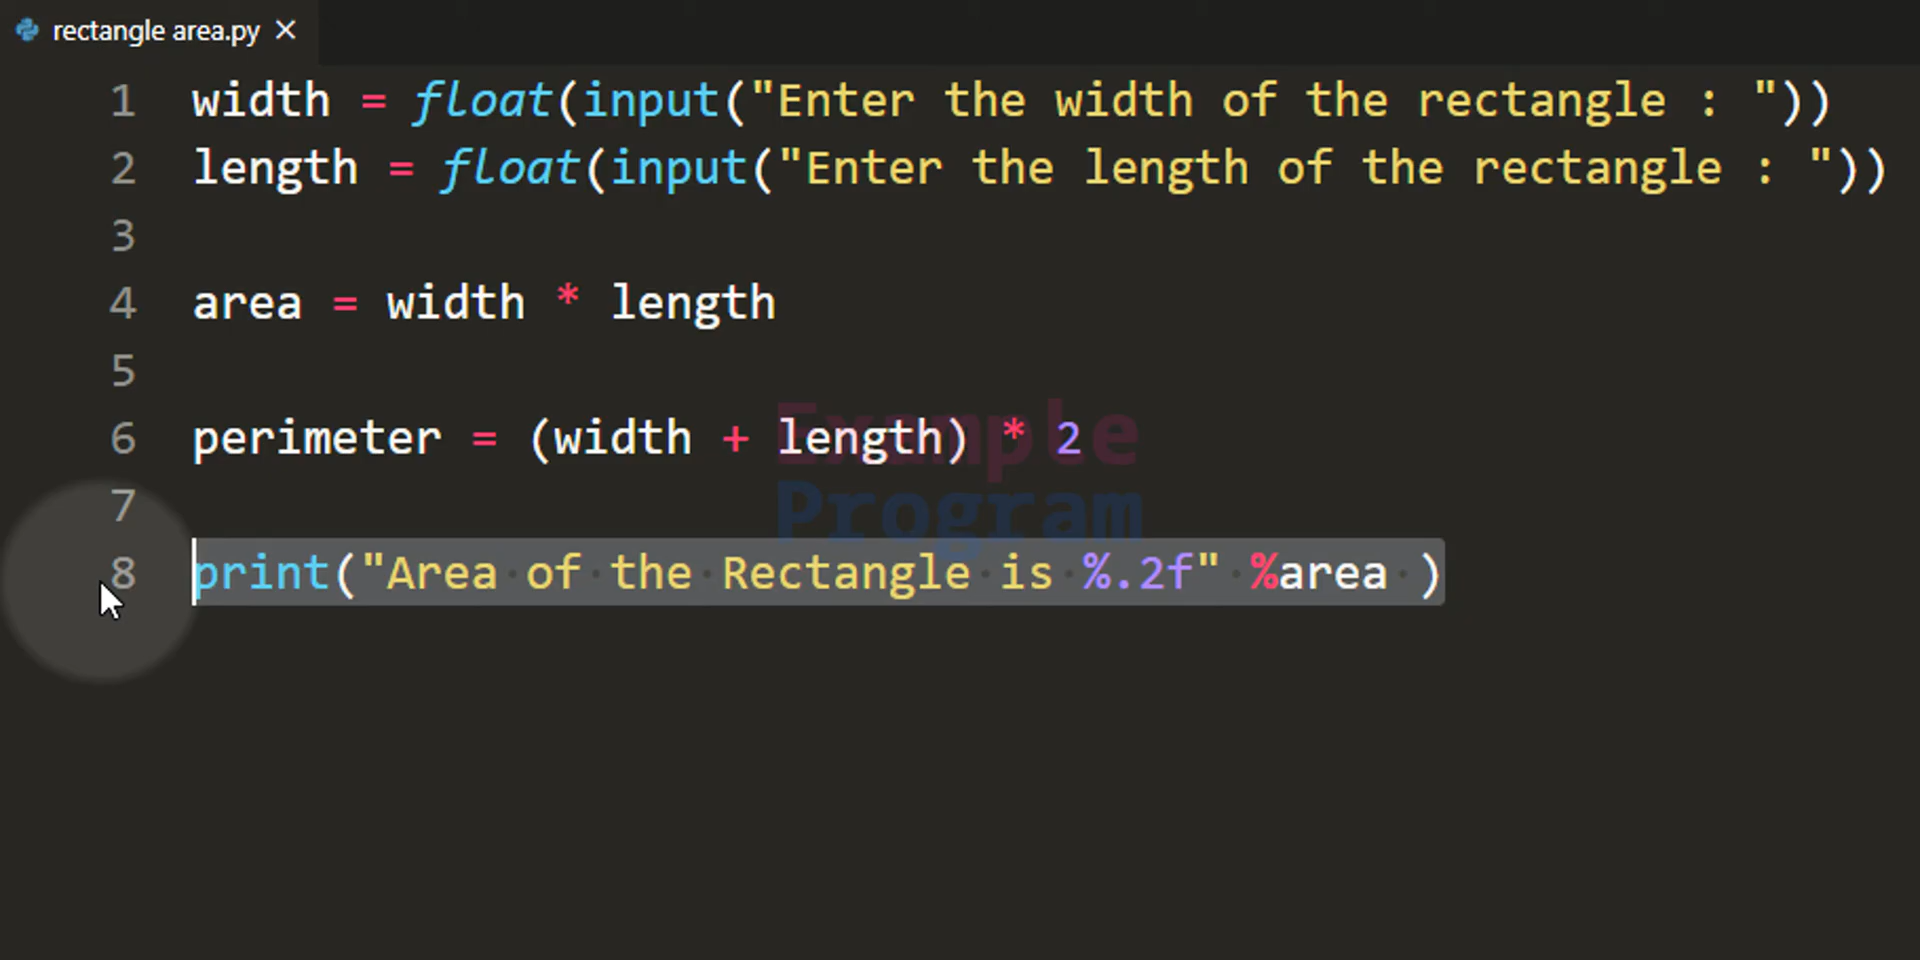 rectangle area.py
1 width = float(input("Enter the width of the rectangle : "))
2 length = float(input("Enter the length of the rectangle : "))
3
4 area = width * length
5
6 perimeter = (width + length) * 2
7
8 print("Area of the Rectangle is %.2f" %area )
Example
Program